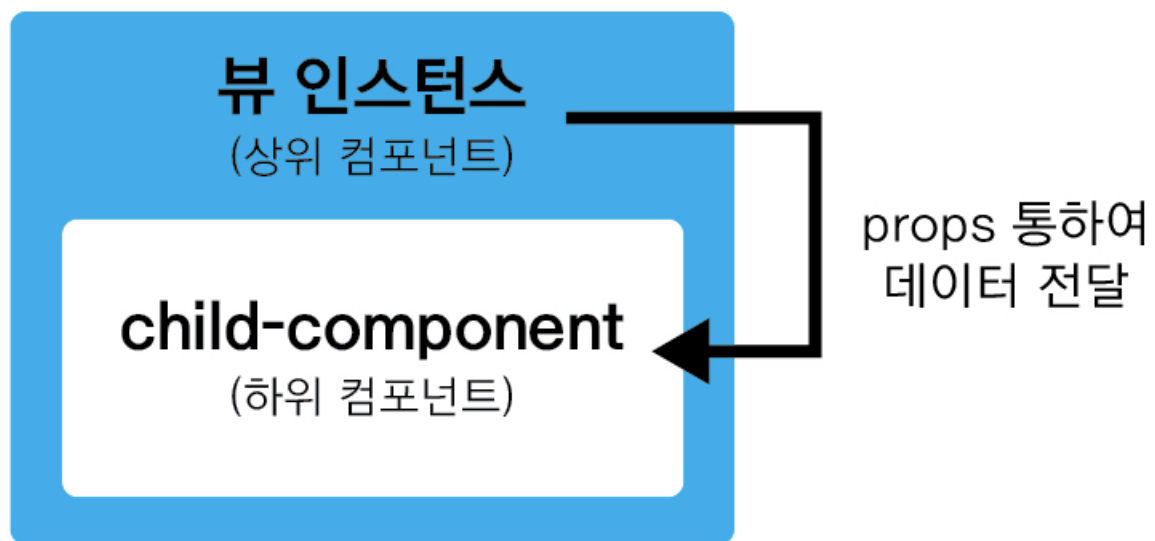 뷰 인스턴스
(상위 컴포넌트)
props 통하여
데이터 전달
child-component
(하위 컴포넌트)